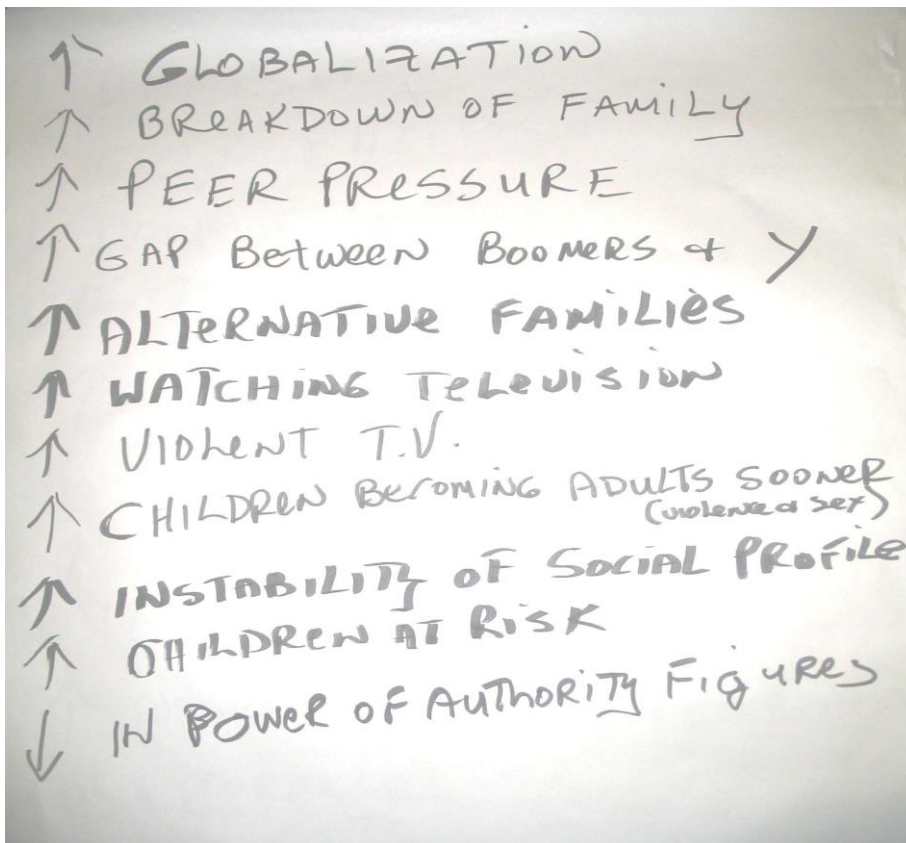 ↑ GLOBALIZATION
↑ BREAKDOWN OF FAMILY
↑ PEER PRESSURE
↑ GAP Between BOOMERS + Y
↑ ALTERNATIVE FAMILIES
↑ WATCHING TELEVISION
↑ VIOLENT T.V.
↑ CHILDREN BECOMING ADULTS SOONER
(violence & sex)
↑ INSTABILITY OF SOCIAL PROFILE
↑ CHILDREN AT RISK
↓ IN POWER OF AUTHORITY FIGURES